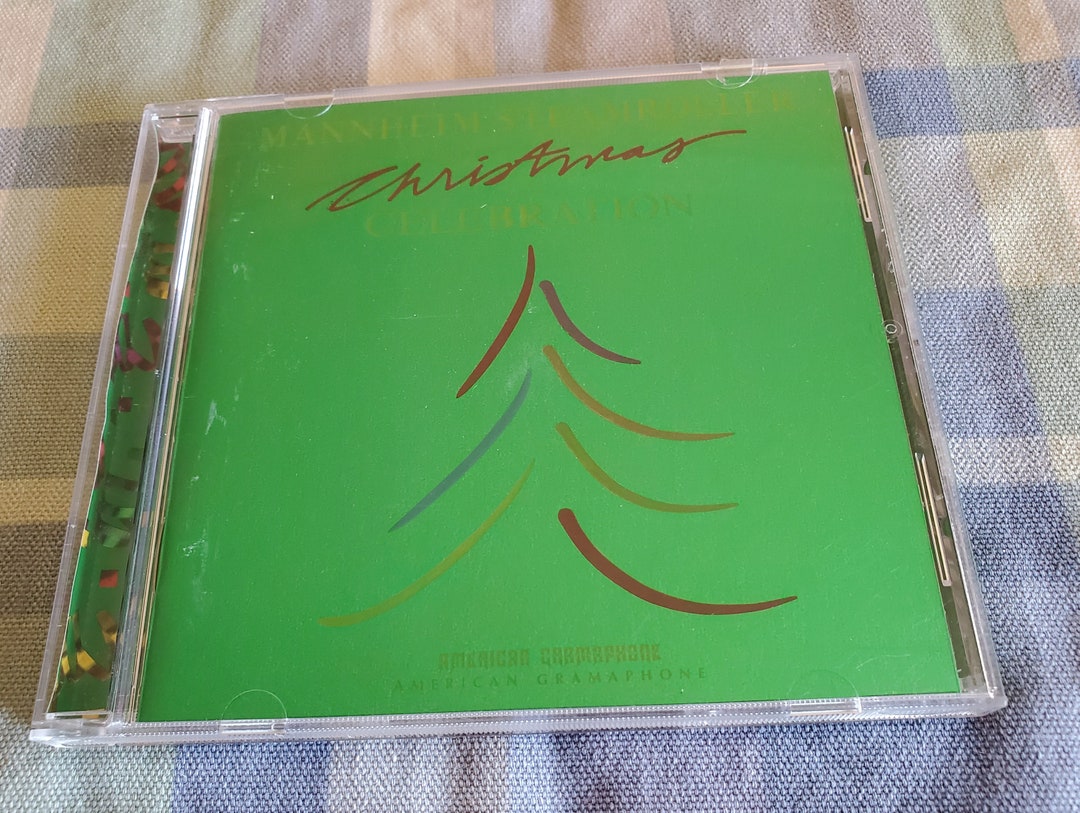 MANNHEIM STEAMROLLER
Christmas
CELEBRATION
AMERICAN GRAMAPHONE
AMERICAN GRAMAPHONE